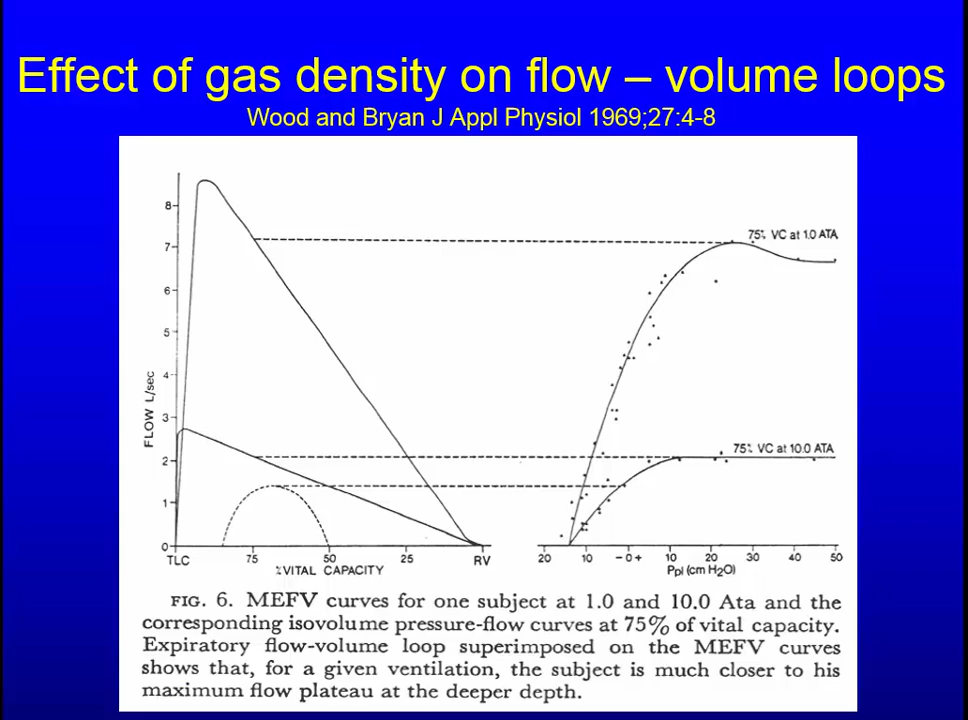 Effect of gas density on flow – volume loops
Wood and Bryan J Appl Physiol 1969;27:4-8
8
7
6
5
4
3
2
1
0
FLOW L/sec
TLC
75
50
25
RV
%VITAL CAPACITY
75% VC at 1.0 ATA
75% VC at 10.0 ATA
20
10
- 0 +
10
20
30
40
50
Ppl (cm H2O)
FIG. 6. MEFV curves for one subject at 1.0 and 10.0 Ata and the
corresponding isovolume pressure-flow curves at 75% of vital capacity.
Expiratory flow-volume loop superimposed on the MEFV curves
shows that, for a given ventilation, the subject is much closer to his
maximum flow plateau at the deeper depth.